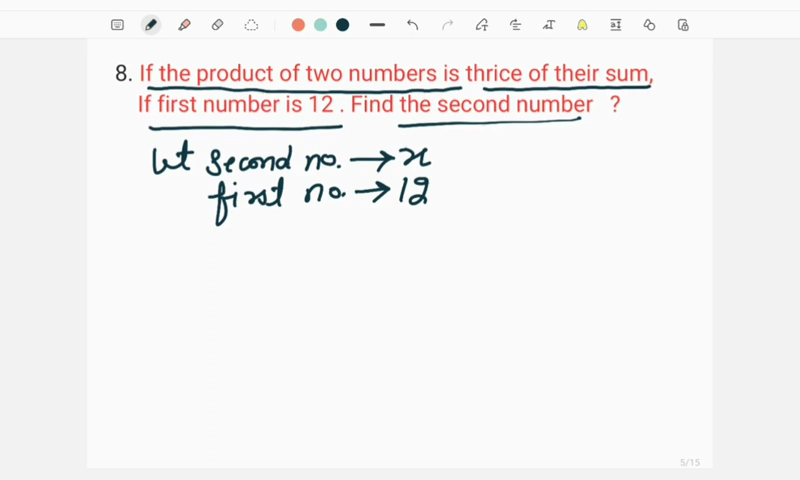 8. If the product of two numbers is thrice of their sum,
If first number is 12 . Find the second number ?
let second no. → x
first no. → 12
5/15